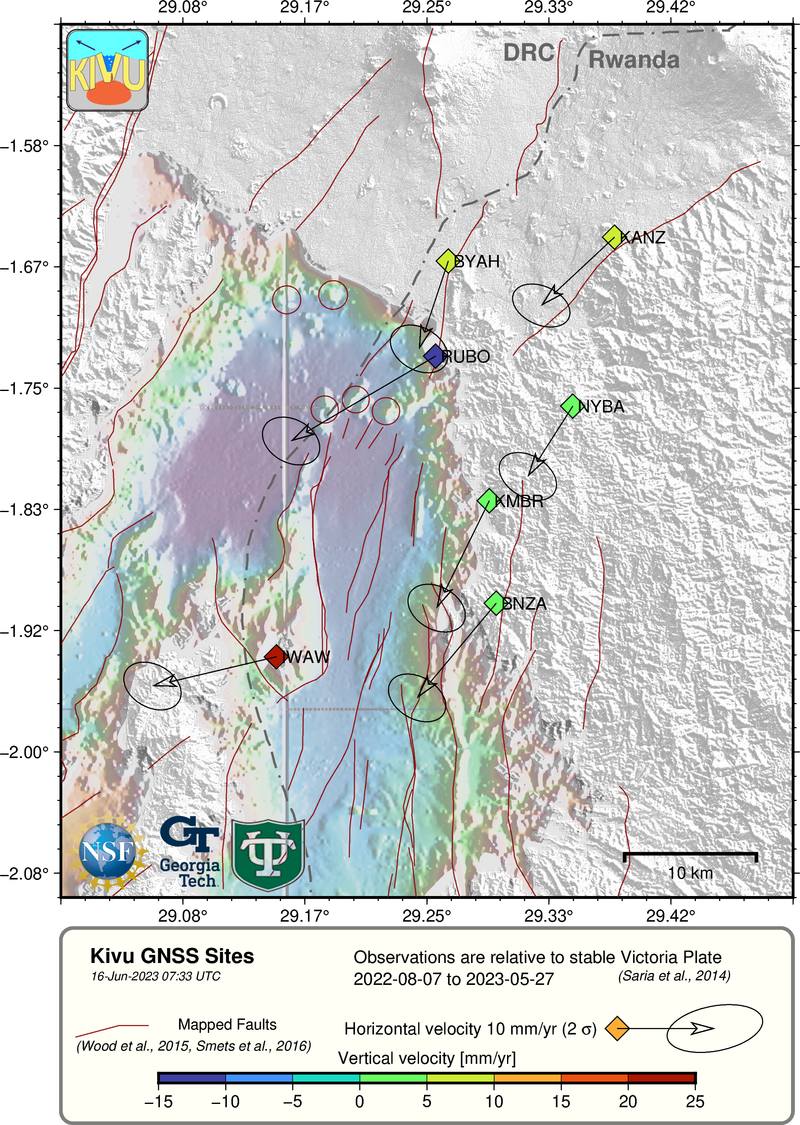 29.08° 29.17° 29.25° 29.33° 29.42°
KIVU
DRC
Rwanda
−1.58°
−1.67°
−1.75°
−1.83°
−1.92°
−2.00°
−2.08°
KANZ
BYAH
RUBO
NYBA
KMBR
BNZA
IWAW
NSF
GT
Georgia
Tech
TU
10 km
29.08° 29.17° 29.25° 29.33° 29.42°
Kivu GNSS Sites
16-Jun-2023 07:33 UTC
Observations are relative to stable Victoria Plate
2022-08-07 to 2023-05-27
(Saria et al., 2014)
Mapped Faults
(Wood et al., 2015, Smets et al., 2016)
Horizontal velocity 10 mm/yr (2 σ)
Vertical velocity [mm/yr]
−15 −10 −5 0 5 10 15 20 25